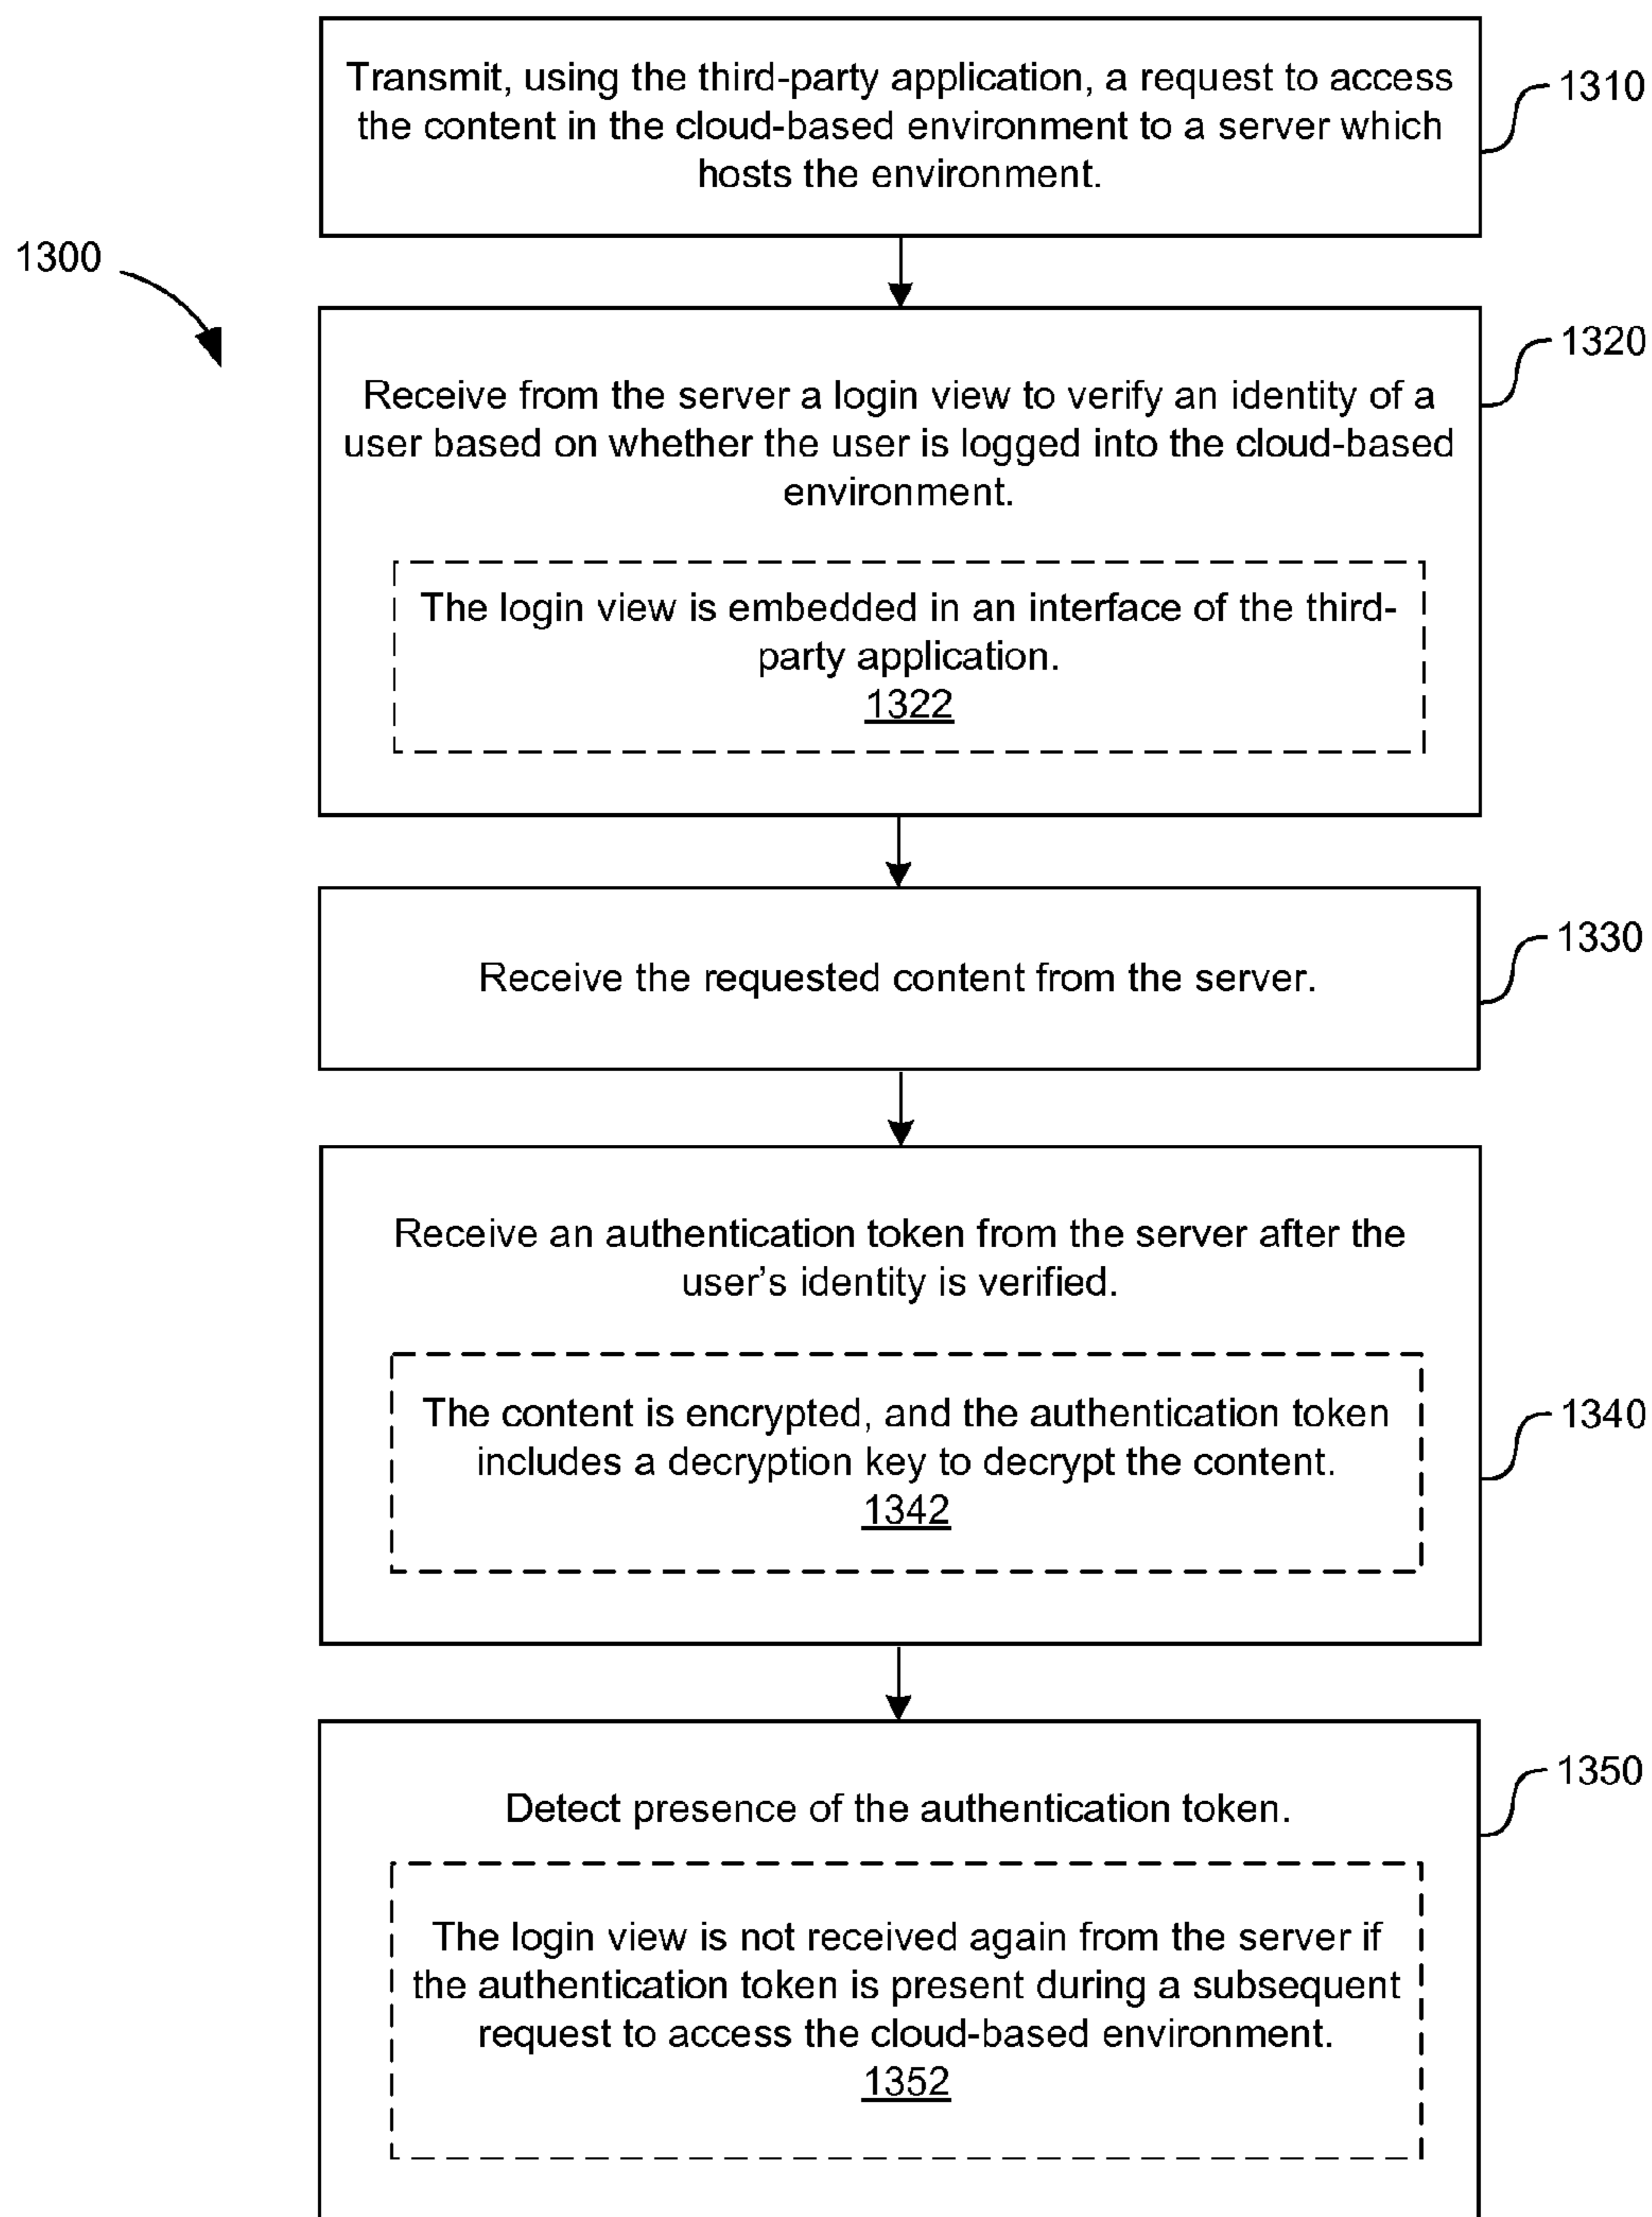 Transmit, using the third-party application, a request to access
the content in the cloud-based environment to a server which
hosts the environment.
1310
1300
Receive from the server a login view to verify an identity of a
user based on whether the user is logged into the cloud-based
environment.
1320
The login view is embedded in an interface of the third-
party application.
1322
Receive the requested content from the server.
1330
Receive an authentication token from the server after the
user's identity is verified.
The content is encrypted, and the authentication token
includes a decryption key to decrypt the content.
1342
1340
Detect presence of the authentication token.
1350
The login view is not received again from the server if
the authentication token is present during a subsequent
request to access the cloud-based environment.
1352